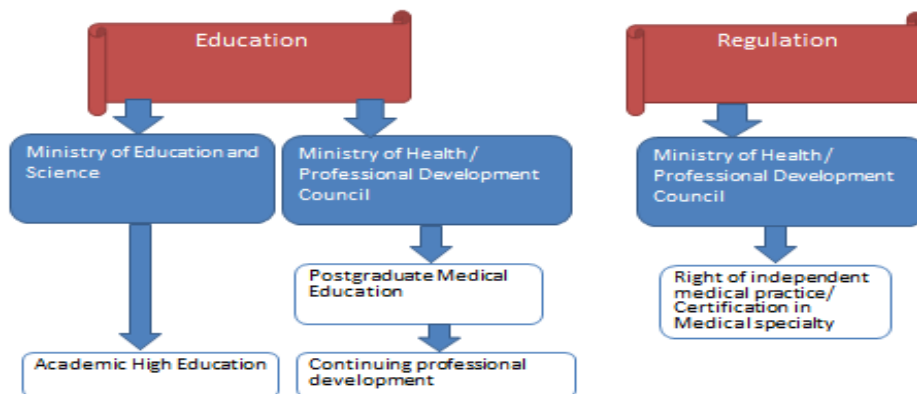 Education
Regulation
Ministry of Education and
Science
Ministry of Health /
Professional Development
Council
Ministry of Health /
Professional Development
Council
Postgraduate Medical
Education
Right of independent
medical practice/
Certification in
Medical specialty
Academic High Education
Continuing professional
development